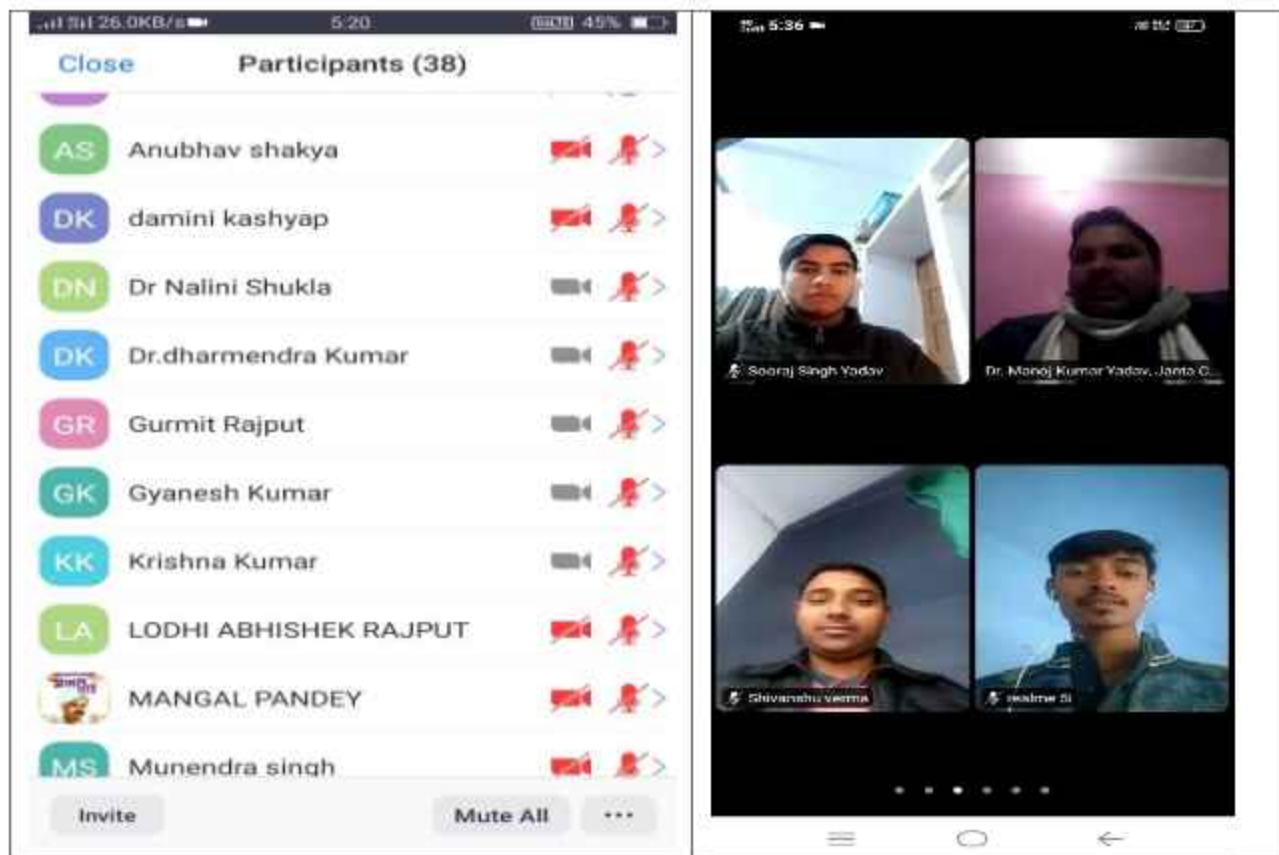 26.0KB/s 5:20 45%
Close Participants (38)
AS Anubhav shakya
DK damini kashyap
DN Dr Nalini Shukla
DK Dr.dharmendra Kumar
GR Gurmit Rajput
GK Gyanesh Kumar
KK Krishna Kumar
LA LODHI ABHISHEK RAJPUT
MANGAL PANDEY
MS Munendra singh
Invite Mute All ...
5:36
Sooraj Singh Yadav
Dr. Manoj Kumar Yadav, Janta C...
Shivanshu verma
realme 5i